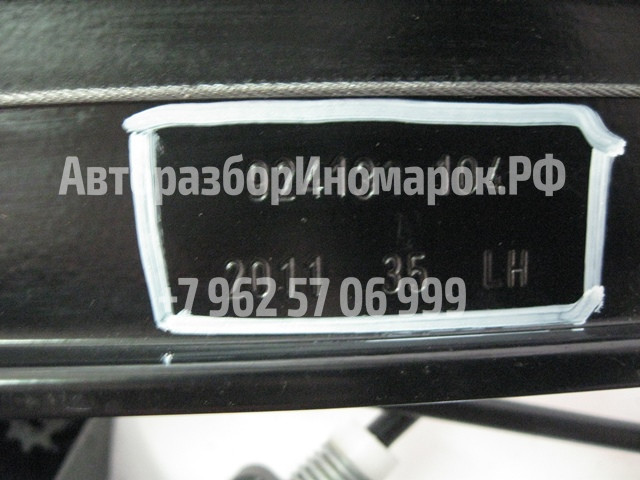 АвторазборИномарок.РФ
2011 35 LH
+7 962 57 06 999